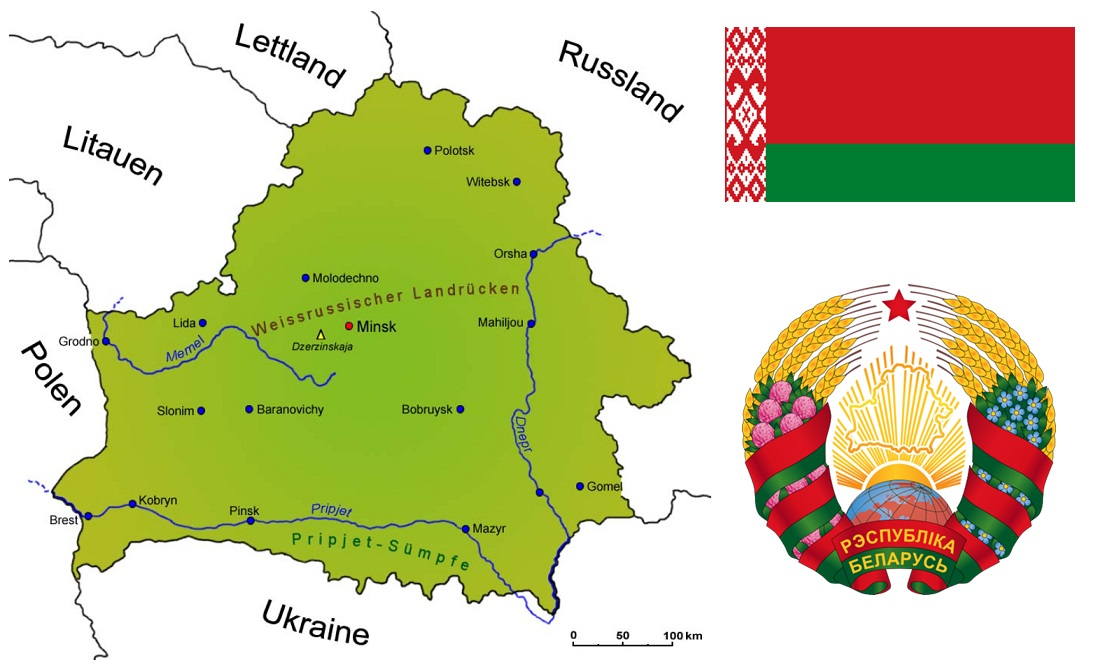 Lettland
Russland
Litauen
Polotsk
Witebsk
Orsha
Molodechno
Weissrussischer Landrücken
Lida
Minsk
Mahiljou
Grodno
Memel
Dzerzinskaja
Polen
Slonim
Baranovichy
Bobruysk
Dnepr
Gomel
Kobryn
Brest
Pinsk
Pripjet
Mazyr
Pripjet-Sümpfe
Ukraine
0 50 100 km
РЭСПУБЛІКА
БЕЛАРУСЬ